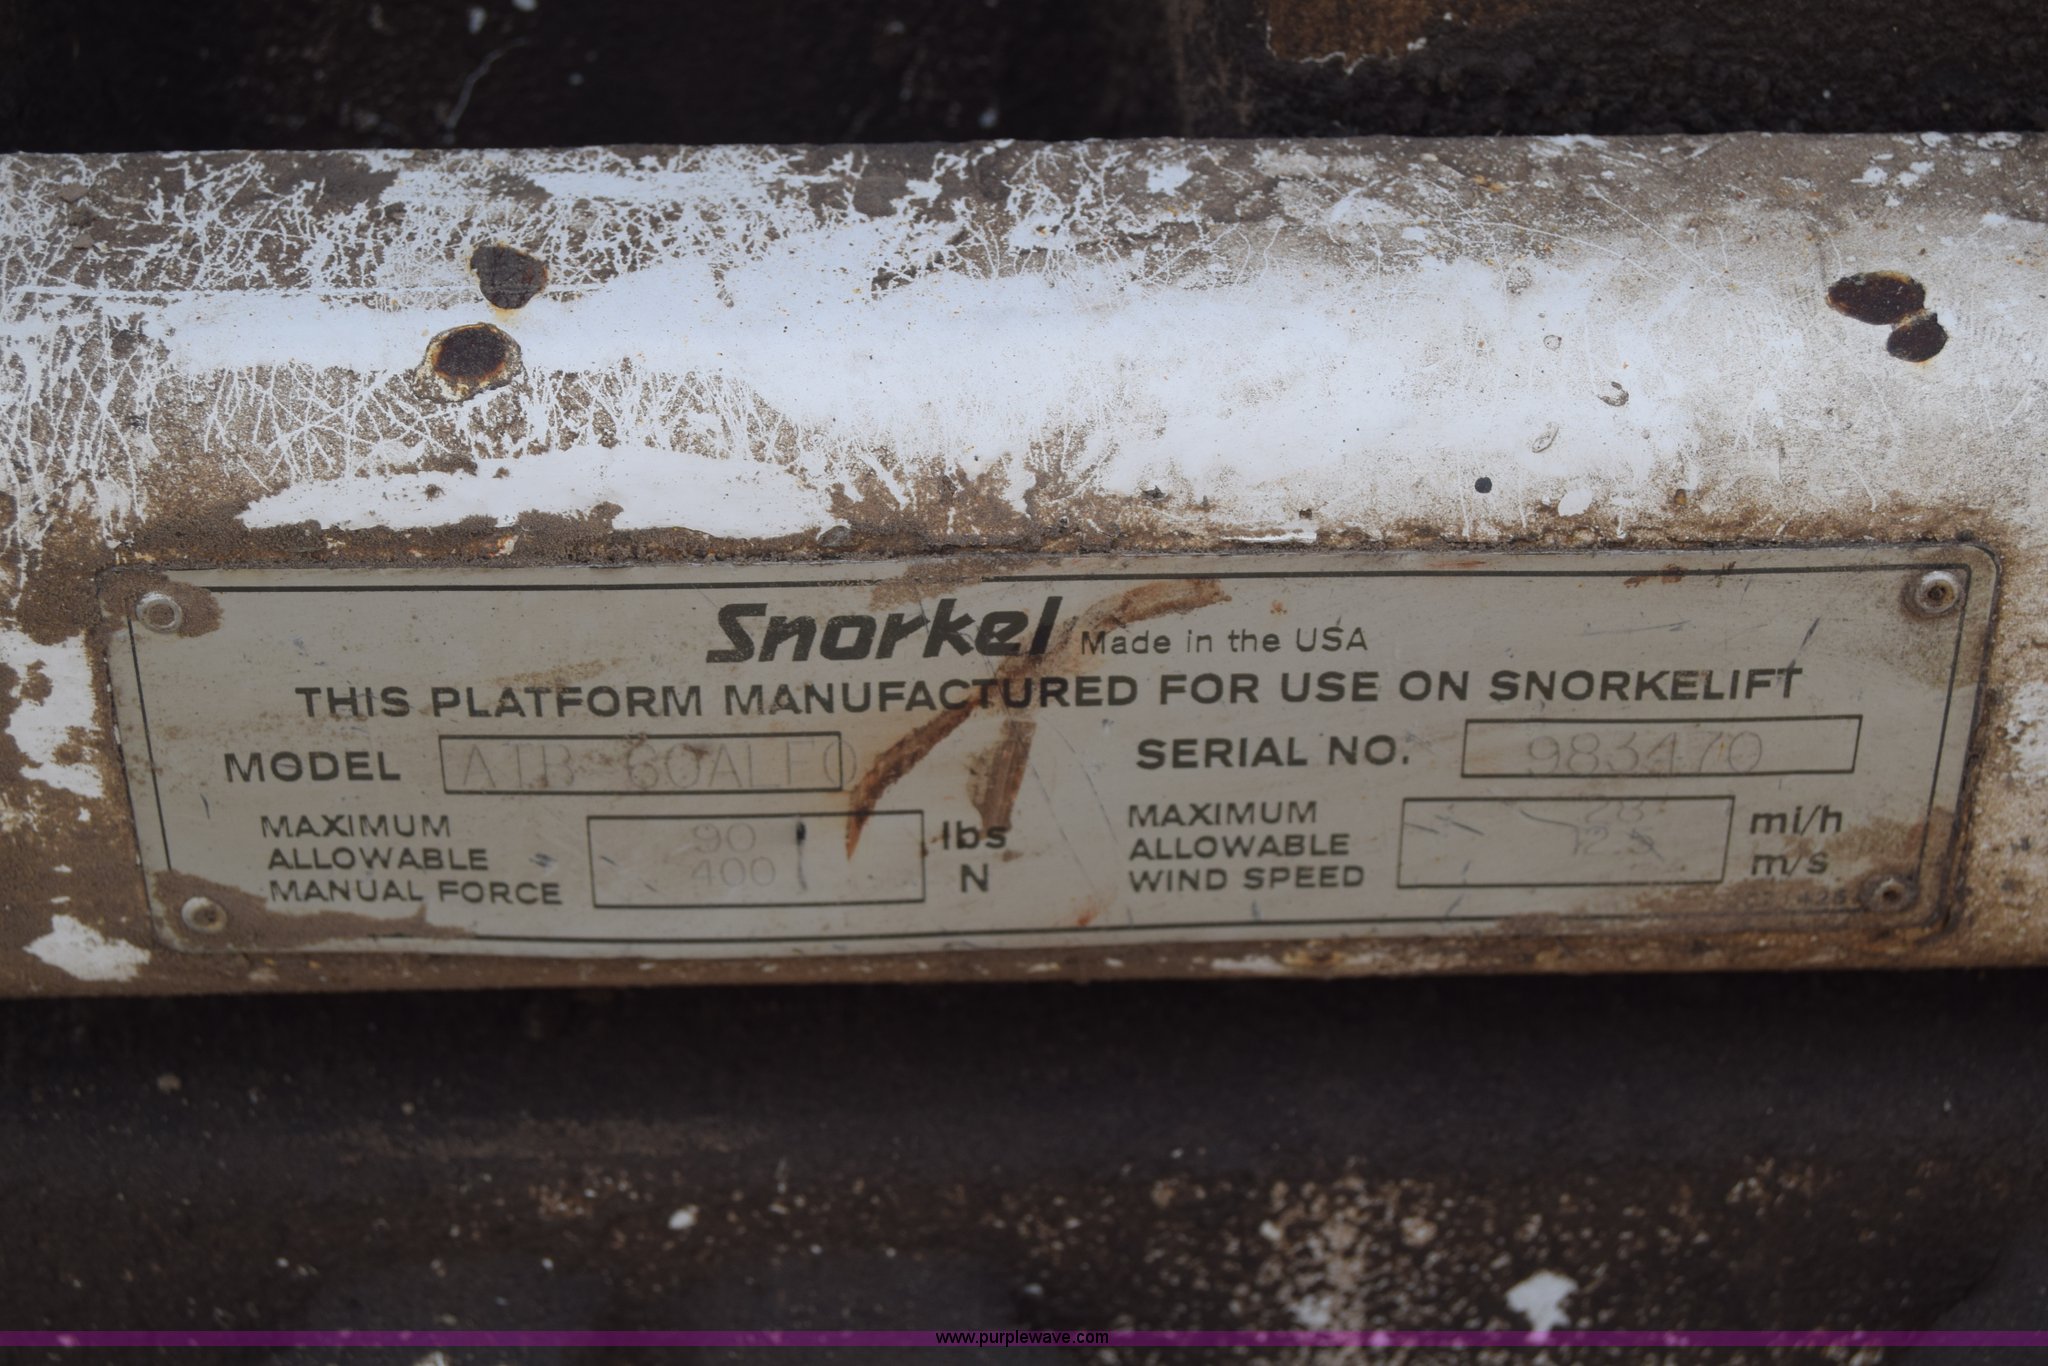 Snorkel Made in the USA
THIS PLATFORM MANUFACTURED FOR USE ON SNORKELIFT
MODEL SERIAL NO. 983470
MAXIMUM ALLOWABLE MANUAL FORCE 90 lbs 400 N
MAXIMUM ALLOWABLE WIND SPEED 28 mi/h 12.5 m/s
www.purplewave.com